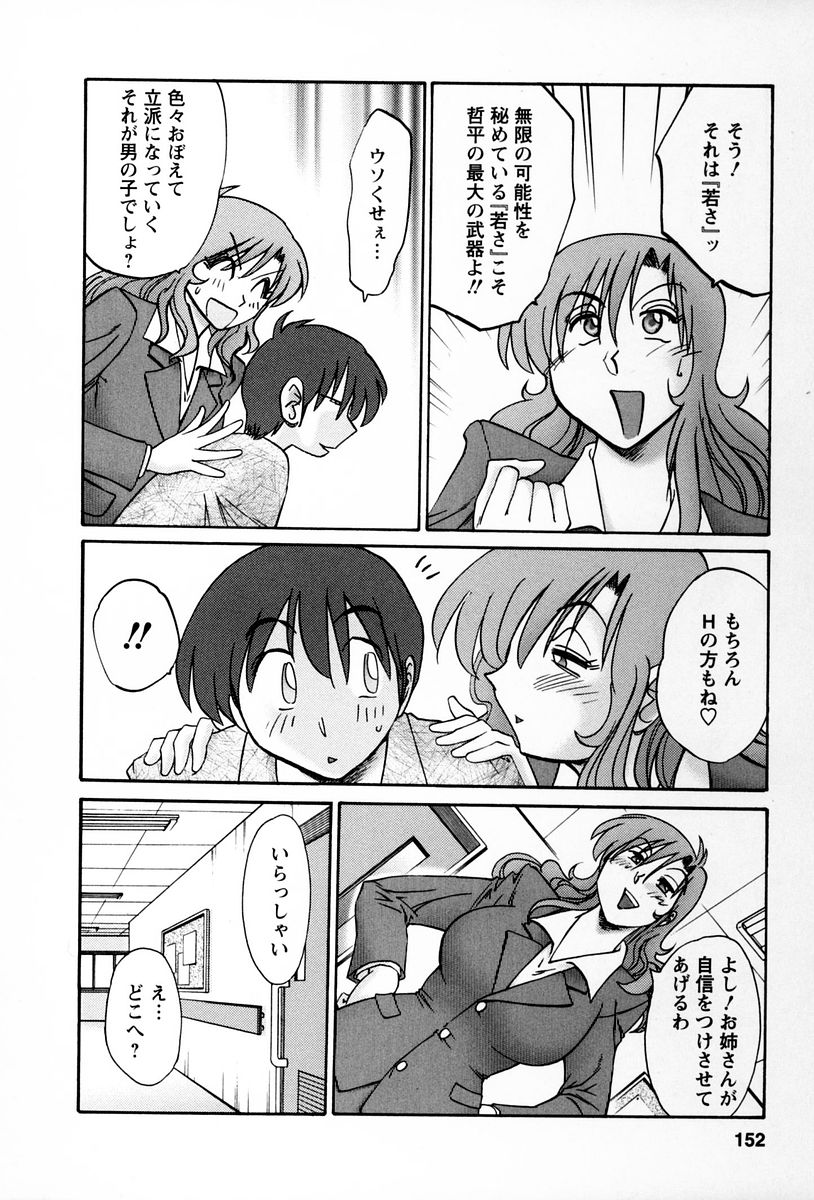 そう！
それは『若さ』ッ
無限の可能性を
秘めている『若さ』こそ
哲平の最大の武器よ!!
ウソくせぇ…
色々おぼえて
立派になっていく
それが男の子でしょ？
もちろん
Hの方もね♡
!!
よし！お姉さんが
自信をつけさせて
あげるわ
いらっしゃい
え…
どこへ？
152